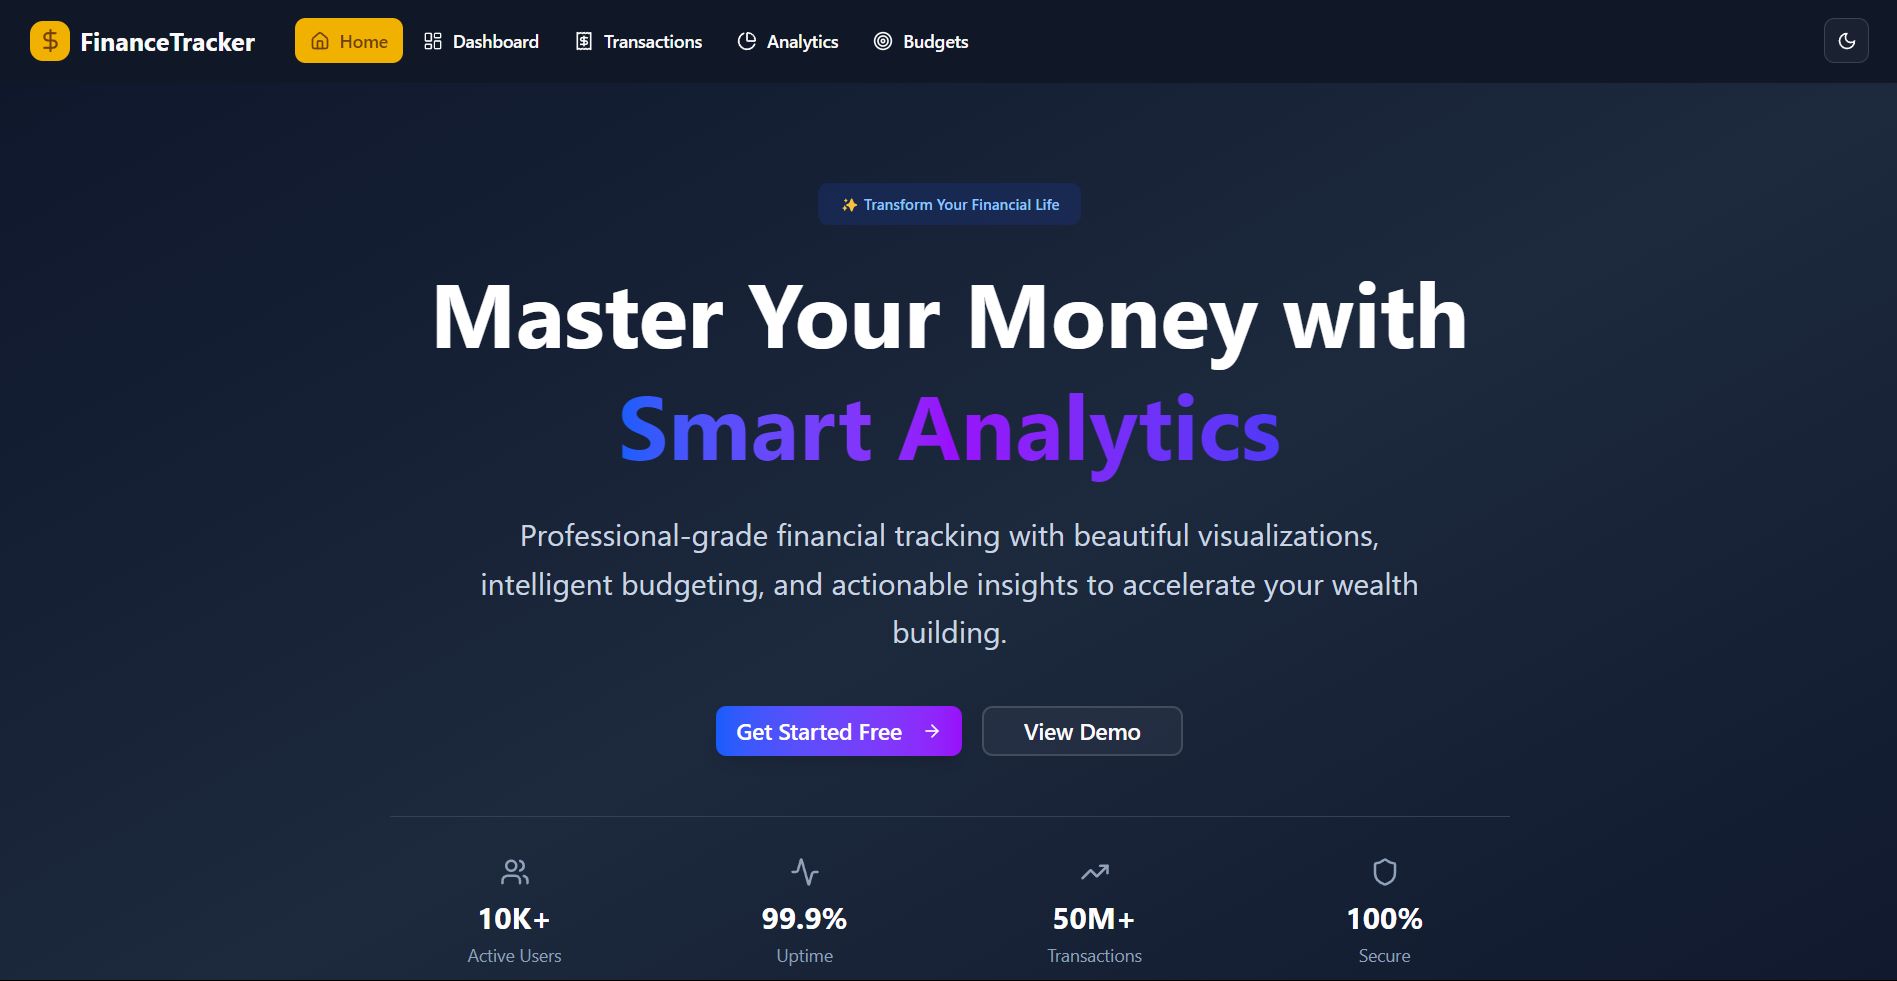 FinanceTracker
Home
Dashboard
Transactions
Analytics
Budgets
✨ Transform Your Financial Life
Master Your Money with
Smart Analytics
Professional-grade financial tracking with beautiful visualizations,
intelligent budgeting, and actionable insights to accelerate your wealth
building.
Get Started Free →
View Demo
10K+
Active Users
99.9%
Uptime
50M+
Transactions
100%
Secure